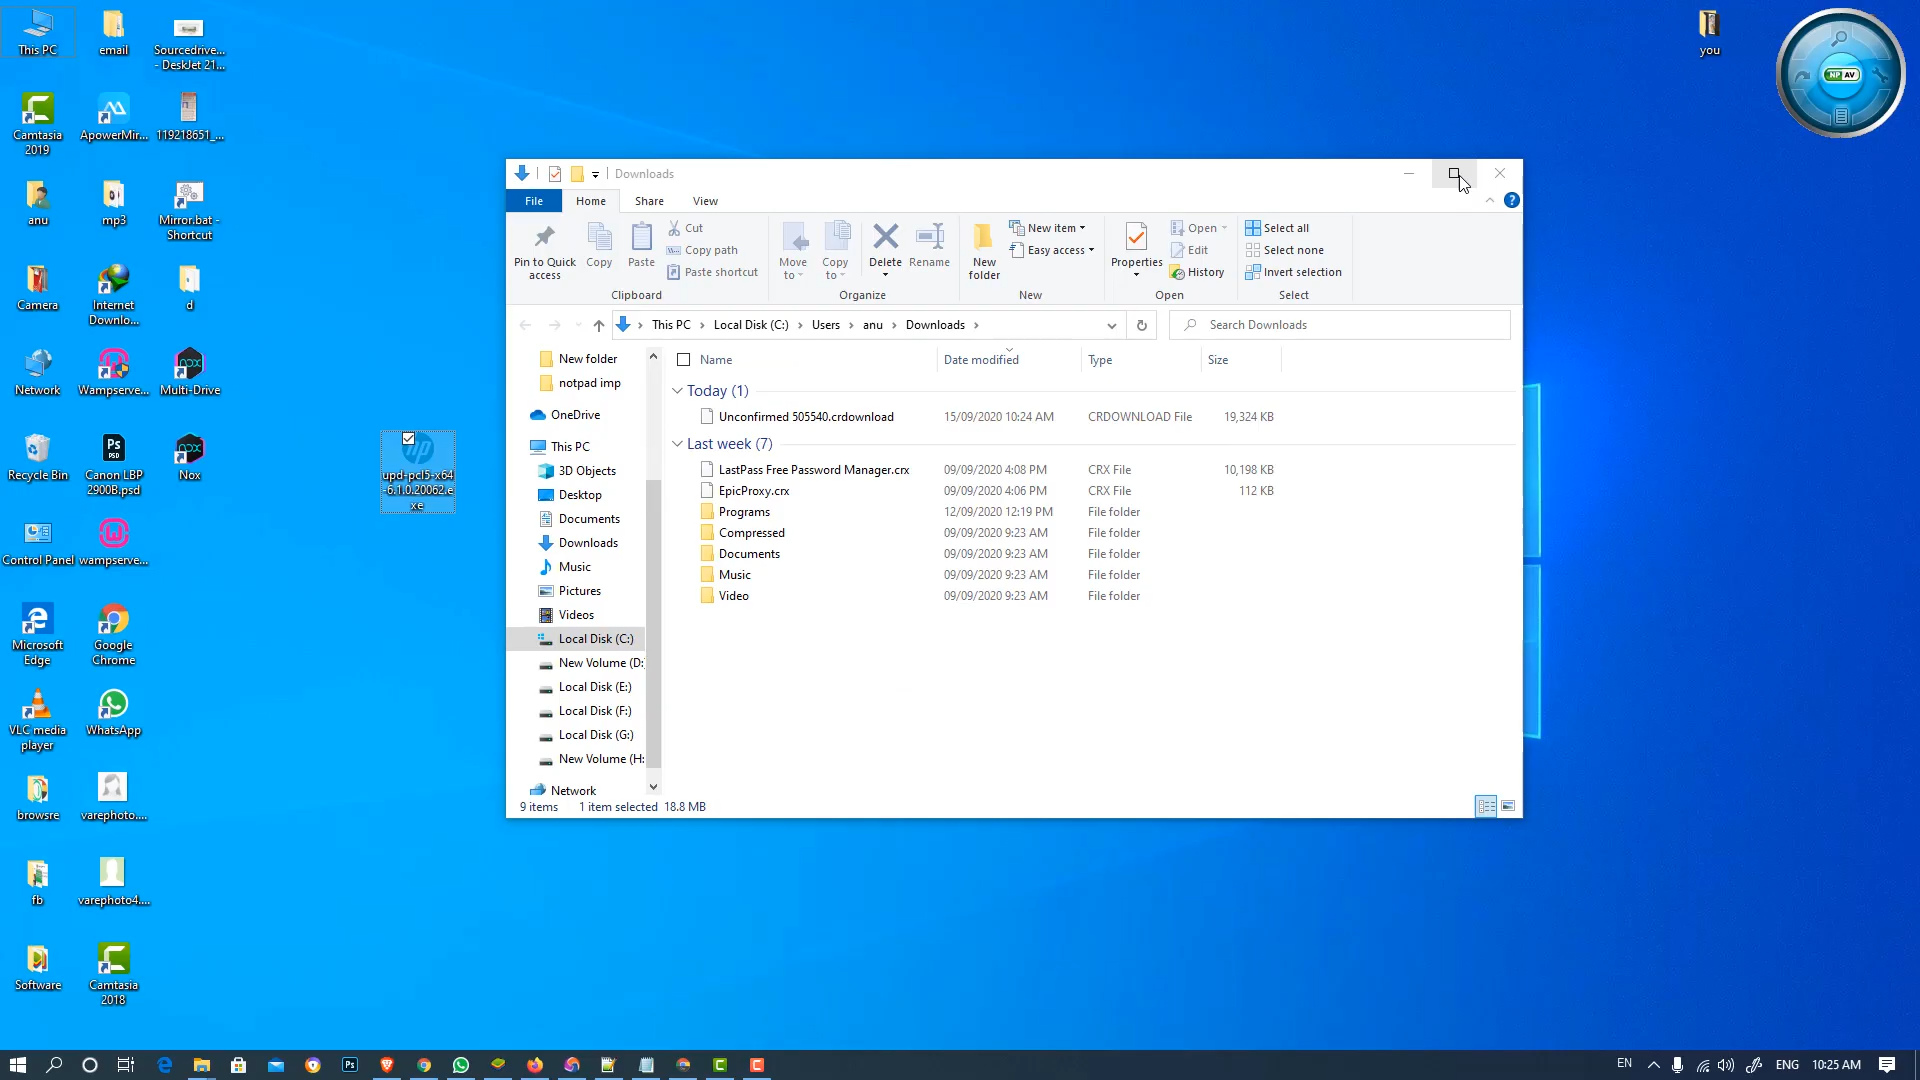 This PC
email
Sourcedrive...
- DeskJet 21...
Camtasia
2019
ApowerMir...
119218651_...
anu
mp3
Mirror.bat -
Shortcut
Camera
Internet
Downlo...
d
Network
Wampserve...
Multi-Drive
Recycle Bin
Canon LBP
2900B.psd
Nox
Control Panel
wampserve...
Microsoft
Edge
Google
Chrome
VLC media
player
WhatsApp
browsre
varephoto....
fb
varephoto4....
Software
Camtasia
2018
upd-pcl5-x64
-6.1.0.20062.e
xe
you
NP AV
Downloads
File
Home
Share
View
Pin to Quick
access
Copy
Paste
Cut
Copy path
Paste shortcut
Clipboard
Move
to
Copy
to
Delete
Rename
Organize
New
folder
New item
Easy access
New
Properties
Open
Edit
History
Open
Select all
Select none
Invert selection
Select
This PC
Local Disk (C:)
Users
anu
Downloads
Search Downloads
New folder
notpad imp
OneDrive
This PC
3D Objects
Desktop
Documents
Downloads
Music
Pictures
Videos
Local Disk (C:)
New Volume (D:
Local Disk (E:)
Local Disk (F:)
Local Disk (G:)
New Volume (H:
Network
Name Date modified Type Size
Today (1)
Unconfirmed 505540.crdownload 15/09/2020 10:24 AM CRDOWNLOAD File 19,324 KB
Last week (7)
LastPass Free Password Manager.crx 09/09/2020 4:08 PM CRX File 10,198 KB
EpicProxy.crx 09/09/2020 4:06 PM CRX File 112 KB
Programs 12/09/2020 12:19 PM File folder
Compressed 09/09/2020 9:23 AM File folder
Documents 09/09/2020 9:23 AM File folder
Music 09/09/2020 9:23 AM File folder
Video 09/09/2020 9:23 AM File folder
9 items 1 item selected 18.8 MB
EN
ENG
10:25 AM